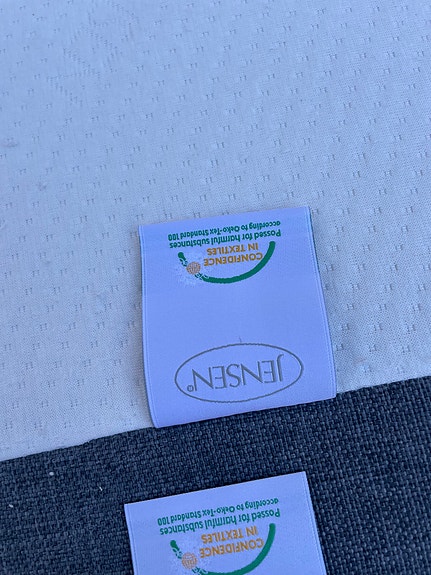 JENSEN®
CONFIDENCE
IN TEXTILES
Passed for harmful substances
according to Oeko-Tex Standard 100
CONFIDENCE
IN TEXTILES
Passed for harmful substances
according to Oeko-Tex Standard 100